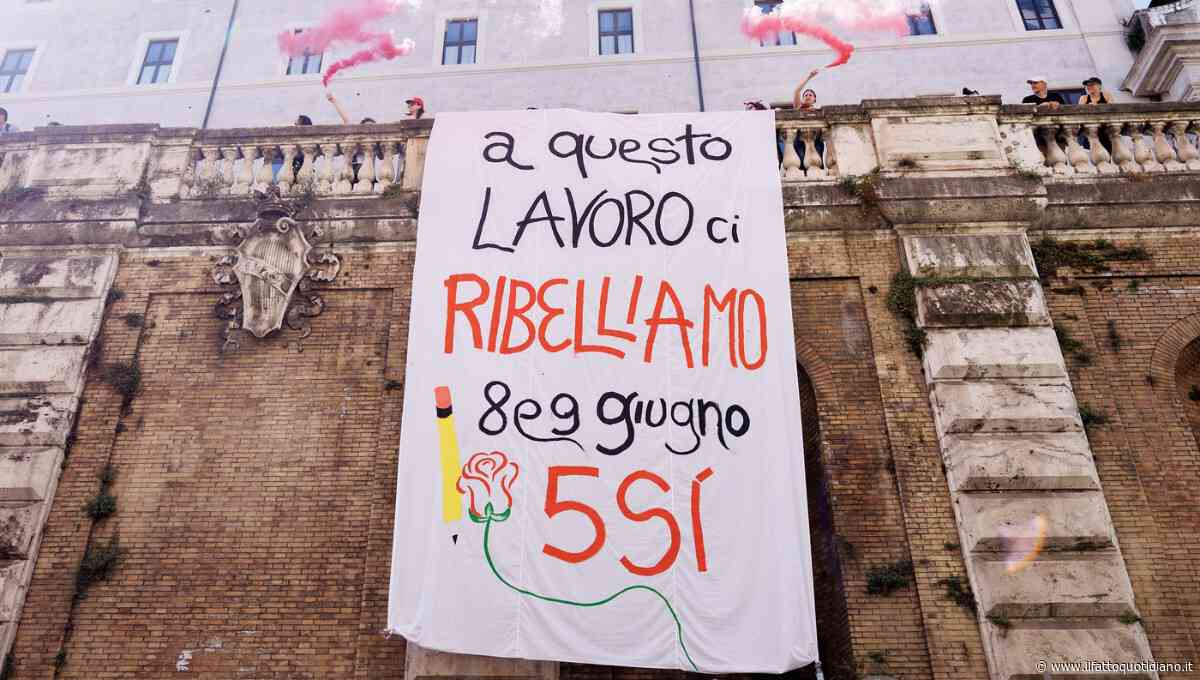 a questo
LAVORO ci
RIBELLIAMO
8 e 9 giugno
5 SÍ
© www.ilfattoquotidiano.it